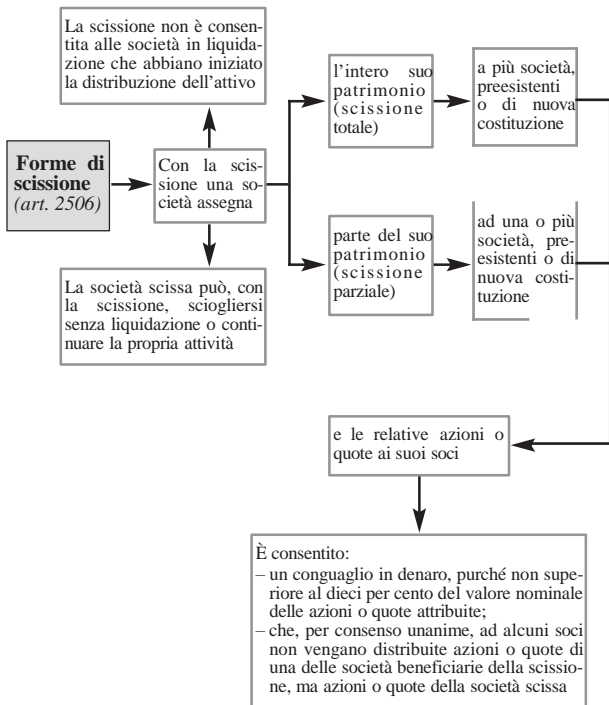 La scissione non è consen-
tita alle società in liquida-
zione che abbiano iniziato
la distribuzione dell'attivo
Forme di
scissione
(art. 2506)
Con la scis-
sione una so-
cietà assegna
La società scissa può, con
la scissione, sciogliersi
senza liquidazione o conti-
nuare la propria attività
l'intero suo
patrimonio
(scissione
totale)
a più società,
preesistenti
o di nuova
costituzione
parte del suo
patrimonio
(scissione
parziale)
ad una o più
società, pre-
esistenti o di
nuova costi-
tuzione
e le relative azioni o
quote ai suoi soci
È consentito:
– un conguaglio in denaro, purché non supe-
riore al dieci per cento del valore nominale
delle azioni o quote attribuite;
– che, per consenso unanime, ad alcuni soci
non vengano distribuite azioni o quote di
una delle società beneficiarie della scissio-
ne, ma azioni o quote della società scissa